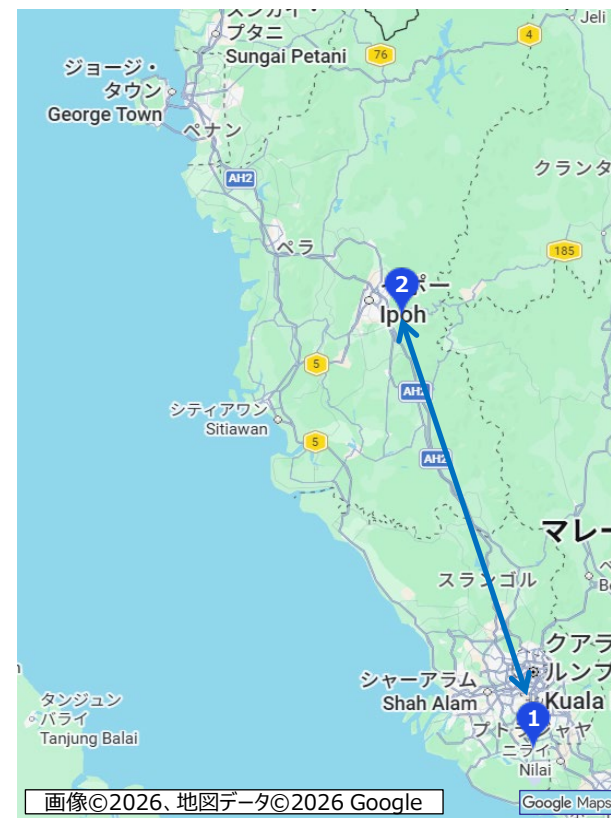 スンガイ・
プタニ
Sungai Petani
Jeli
4
76
ジョージ・
タウン
George Town
ペナン
AH2
クランタ
ペラ
185
2
ポー
Ipoh
5
AH2
シティアワン
Sitiawan
5
AH2
マレー
スランゴル
クアラ
ルンプ
Kuala
シャーアラム
Shah Alam
1
プトラジャヤ
ニライ
Nilai
タンジュン
バライ
Tanjung Balai
画像©2026、地図データ©2026 Google
Google Maps